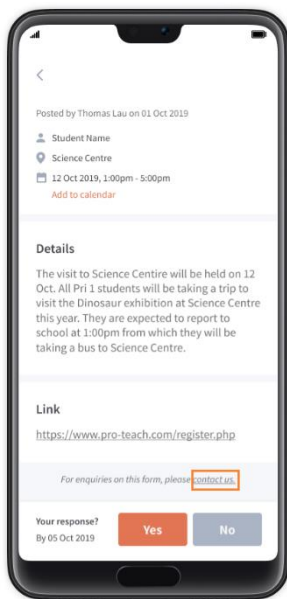 Posted by Thomas Lau on 01 Oct 2019
Student Name
Science Centre
12 Oct 2019, 1:00pm - 5:00pm
Add to calendar
Details
The visit to Science Centire will be held on 12
Oct. All Pri 1 students will be taking a trip to
visit the Dinosaur exhibition at Science Centre
this year. They are expected to report to
school at 1:00pm from which they will be
taking a bus to Science Centre.
Link
https://www.pro-teach.com/register.php
For enquiries on this form, please contact us.
Your response?
By 05 Oct 2019
Yes
No